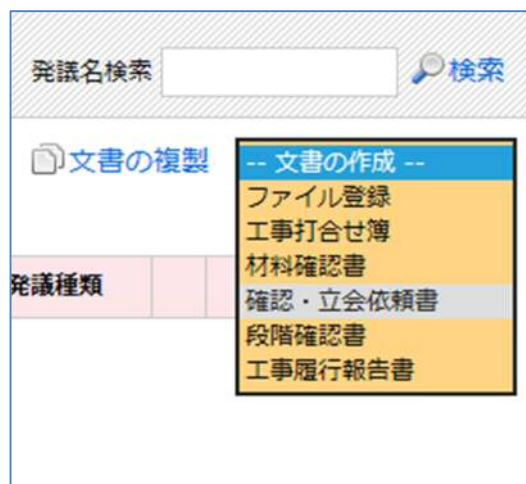 発議名検索 検索
文書の複製
-- 文書の作成 --
ファイル登録
工事打合せ簿
材料確認書
発議種類
確認・立会依頼書
段階確認書
工事履行報告書